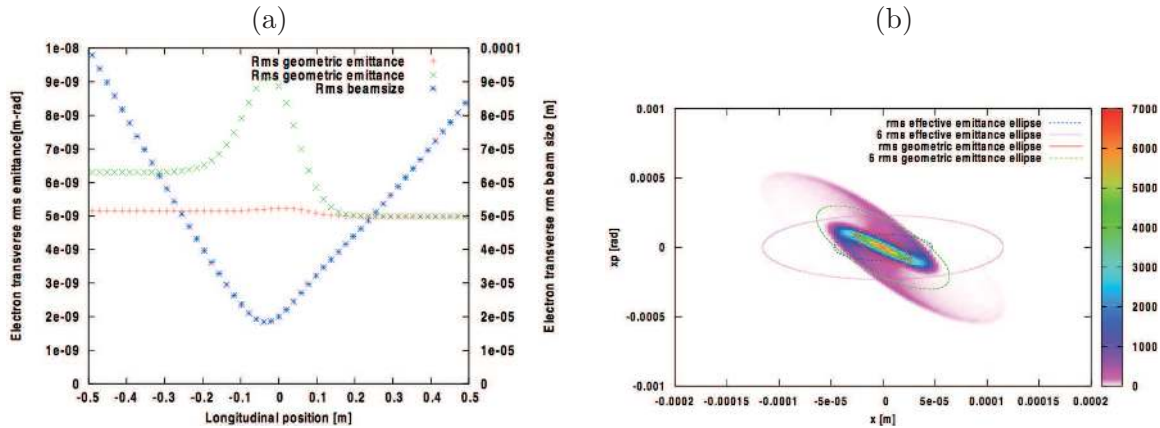 (a)
1e-08
9e-09
8e-09
7e-09
6e-09
5e-09
4e-09
3e-09
2e-09
1e-09
0
Electron transverse rms emittance[m-rad]
Rms geometric emittance
Rms geometric emittance
Rms beamsize
0.0001
9e-05
8e-05
7e-05
6e-05
5e-05
4e-05
3e-05
2e-05
1e-05
0
Electron transverse rms beam size [m]
-0.5 -0.4 -0.3 -0.2 -0.1 0 0.1 0.2 0.3 0.4 0.5
Longitudinal position [m]
(b)
0.001
0.0005
0
-0.0005
-0.001
xp [rad]
rms effective emittance ellipse
6 rms effective emittance ellipse
rms geometric emittance ellipse
6 rms geometric emittance ellipse
7000
6000
5000
4000
3000
2000
1000
0
-0.0002 -0.00015 -0.0001 -5e-05 0 5e-05 0.0001 0.00015 0.0002
x [m]